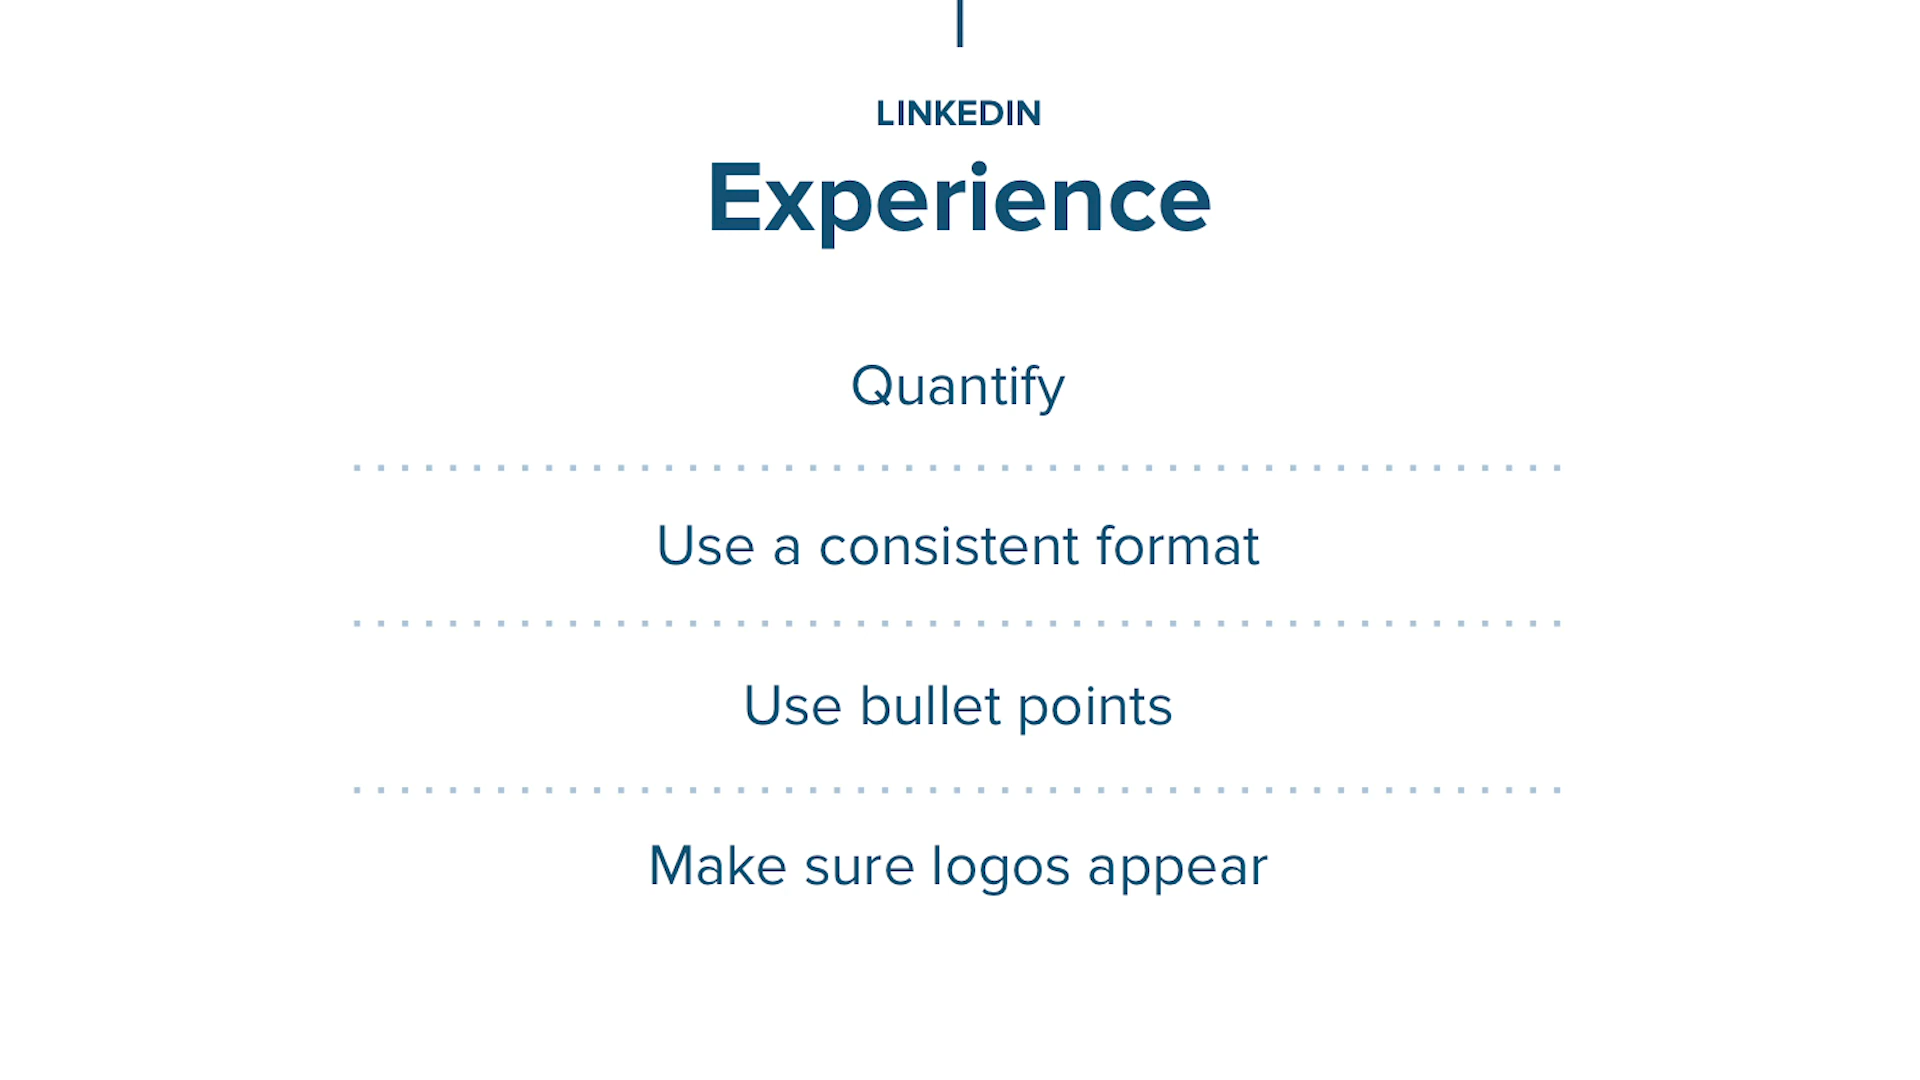 LINKEDIN
Experience
Quantify
Use a consistent format
Use bullet points
Make sure logos appear